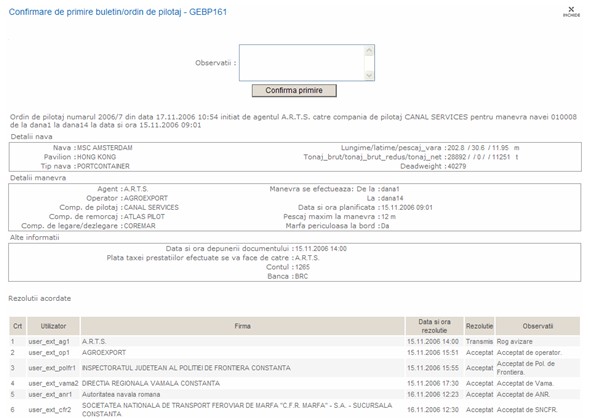 Confirmare de primire buletin/ordin de pilotaj - GEBP161
INCHIDE
Observatii :
Confirma primire
Ordin de pilotaj numarul 2006/7 din data 17.11.2006 10:54 initiat de agentul A.R.T.S. catre compania de pilotaj CANAL SERVICES pentru manevra navei 010008
de la dana1 la dana14 la data si ora 15.11.2006 09:01
Detalii nava
Nava : MSC AMSTERDAM Lungime/latime/pescaj_vara : 202.8 / 30.6 / 11.95 m
Pavilion : HONG KONG Tonaj_brut/tonaj_brut_redus/tonaj_net : 28892 / / 0 / / 11251 t
Tip nava : PORTCONTAINER Deadweight : 40279
Detalii manevra
Agent : A.R.T.S. Manevra se efectueaza: De la : dana1
Operator : AGROEXPORT La : dana14
Comp. de pilotaj : CANAL SERVICES Data si ora planificata : 15.11.2006 09:01
Comp. de remorcaj : ATLAS PILOT Pescaj maxim la manevra : 12 m
Comp. de legare/dezlegare : COREMAR Marfa periculoasa la bord : Da
Alte informatii
Data si ora depunerii documentului : 15.11.2006 14:00
Plata taxei prestatiilor efectuate se va face de catre : A.R.T.S.
Contul : 1265
Banca : BRC
Rezolutii acordate
Crt Utilizator Firma Data si ora rezolutie Rezolutie Observatii
1 user_ext_ag1 A.R.T.S. 15.11.2006 14:00 Transmis Rog avizare
2 user_ext_op1 AGROEXPORT 15.11.2006 15:51 Acceptat Acceptat de operator.
3 user_ext_polfr1 INSPECTORATUL JUDETEAN AL POLITIEI DE FRONTIERA CONSTANTA 15.11.2006 15:55 Acceptat Acceptat de Pol. de Frontiera.
4 user_ext_vama2 DIRECTIA REGIONALA VAMALA CONSTANTA 15.11.2006 17:30 Acceptat Acceptat de Vama.
5 user_ext_anr1 Autoritatea navala romana 16.11.2006 12:23 Acceptat Acceptat de ANR.
6 user_ext_cfr2 SOCIETATEA NATIONALA DE TRANSPORT FEROVIAR DE MARFA "C.F.R. MARFA" - S.A. - SUCURSALA CONSTANTA 16.11.2006 12:30 Acceptat Acceptat de SNCFR.